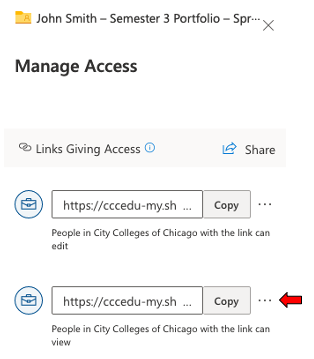 John Smith – Semester 3 Portfolio – Spr···
Manage Access
Links Giving Access Share
https://cccedu-my.sh ... Copy ···
People in City Colleges of Chicago with the link can
edit
https://cccedu-my.sh ... Copy ···
People in City Colleges of Chicago with the link can
view